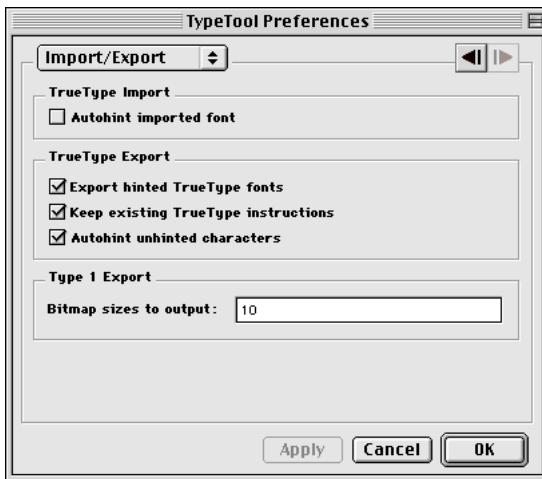 TypeTool Preferences
Import/Export
TrueType Import
Autohint imported font
TrueType Export
Export hinted TrueType fonts
Keep existing TrueType instructions
Autohint unhinted characters
Type 1 Export
Bitmap sizes to output: 10
Apply Cancel OK